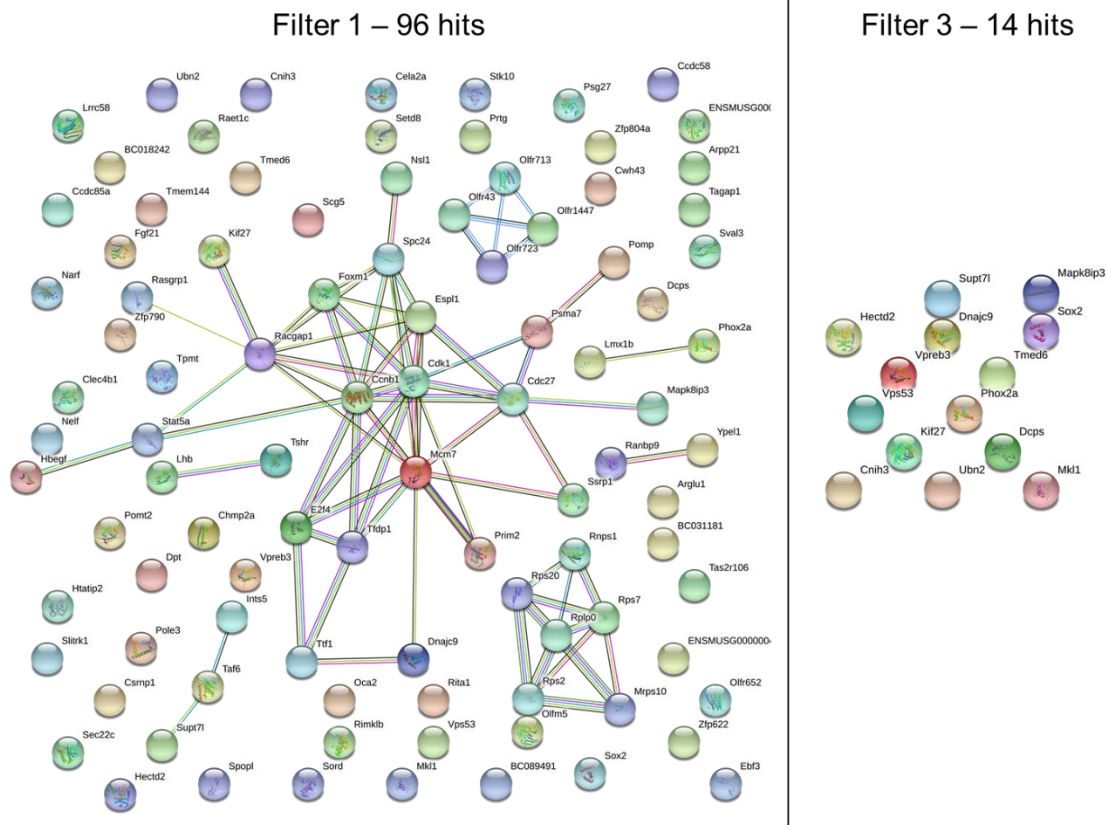 Filter 1 – 96 hits
Filter 3 – 14 hits
Ubn2
Cnih3
Cela2a
Stk10
Psg27
Ccdc58
Lrrc58
Raet1c
Setd8
Prtg
Zfp804a
ENSMUSG00(
BC018242
Tmed6
Nsl1
Olfr713
Cwh43
Arpp21
Ccdc85a
Tmem144
Scg5
Olfr43
Olfr1447
Tagap1
Fgf21
Kif27
Spc24
Olfr723
Pomp
Sval3
Narf
Rasgrp1
Foxm1
Espl1
Dcps
Zfp790
Racgap1
Psma7
Lmx1b
Phox2a
Tpmt
Ccnb1
Cdk1
Cdc27
Mapk8ip3
Clec4b1
Nelf
Stat5a
Tshr
Mcm7
Ranbp9
Ypel1
Hbegf
Lhb
Ssrp1
Arglu1
Pomt2
Chmp2a
E2f4
Tfdp1
Prim2
BC031181
Dpt
Vpreb3
Rnps1
Rps20
Rps7
Tas2r106
Htatip2
Ints5
Rplp0
Slitrk1
Pole3
Ttf1
Dnajc9
ENSMUSG000000(
Csrnp1
Taf6
Oca2
Rita1
Rps2
Mrps10
Olfr652
Sec22c
Supt7l
Rimklb
Vps53
Olfm5
Zfp622
Hectd2
Spopl
Sord
Mkl1
BC089491
Sox2
Ebf3
Supt7l
Mapk8ip3
Hectd2
Dnajc9
Sox2
Vpreb3
Tmed6
Vps53
Phox2a
Kif27
Dcps
Cnih3
Ubn2
Mkl1